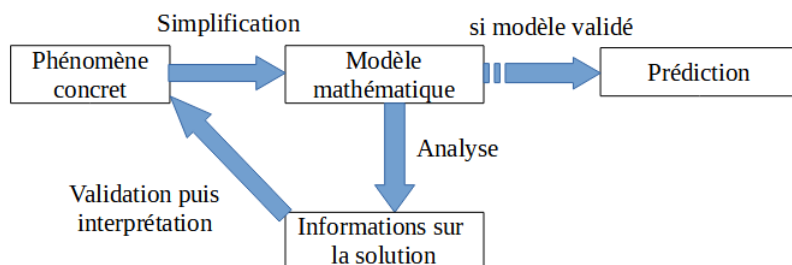 Simplification
si modèle validé
Phénomène
concret
Modèle
mathématique
Prédiction
Analyse
Validation puis
interprétation
Informations sur
la solution